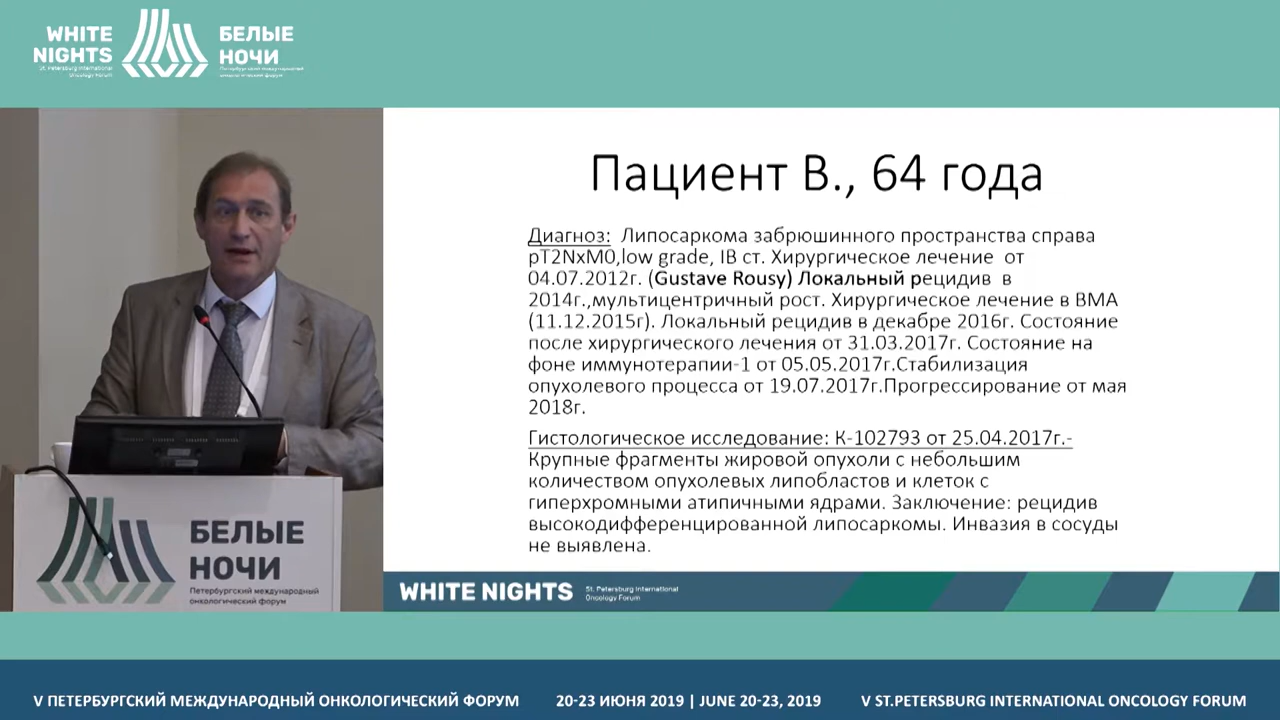 WHITE
NIGHTS
St. Petersburg International
Oncology Forum
БЕЛЫЕ
НОЧИ
Петербургский международный
онкологический форум
Пациент В., 64 года
Диагноз: Липосаркома забрюшинного пространства справа
pT2NxM0,low grade, IB ст. Хирургическое лечение от
04.07.2012г. (Gustave Rousy) Локальный рецидив в
2014г.,мультицентричный рост. Хирургическое лечение в ВМА
(11.12.2015г). Локальный рецидив в декабре 2016г. Состояние
после хирургического лечения от 31.03.2017г. Состояние на
фоне иммунотерапии-1 от 05.05.2017г.Стабилизация
опухолевого процесса от 19.07.2017г.Прогрессирование от мая
2018г.
Гистологическое исследование: К-102793 от 25.04.2017г.-
Крупные фрагменты жировой опухоли с небольшим
количеством опухолевых липобластов и клеток с
гиперхромными атипичными ядрами. Заключение: рецидив
высокодифференцированной липосаркомы. Инвазия в сосуды
не выявлена.
БЕЛЫЕ
НОЧИ
Петербургский международный
онкологический форум
WHITE NIGHTS
St. Petersburg International
Oncology Forum
V ПЕТЕРБУРГСКИЙ МЕЖДУНАРОДНЫЙ ОНКОЛОГИЧЕСКИЙ ФОРУМ
20-23 ИЮНЯ 2019 | JUNE 20-23, 2019
V ST.PETERSBURG INTERNATIONAL ONCOLOGY FORUM